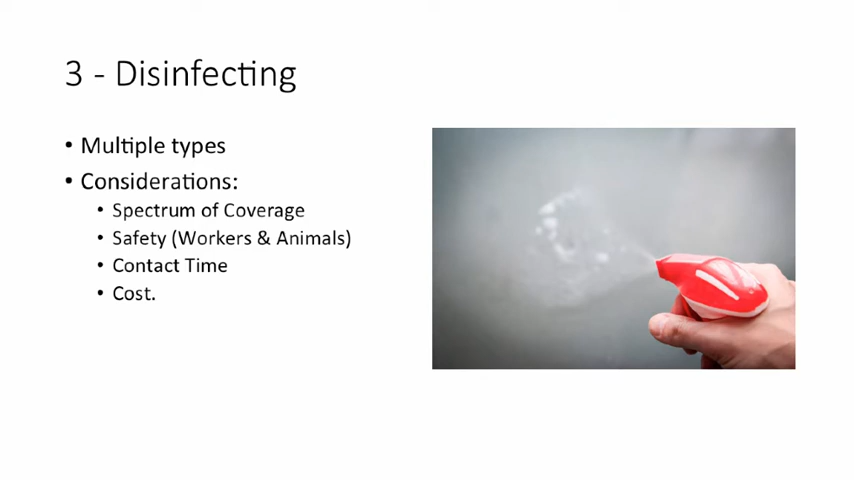 3 - Disinfecting
• Multiple types
• Considerations:
• Spectrum of Coverage
• Safety (Workers & Animals)
• Contact Time
• Cost.